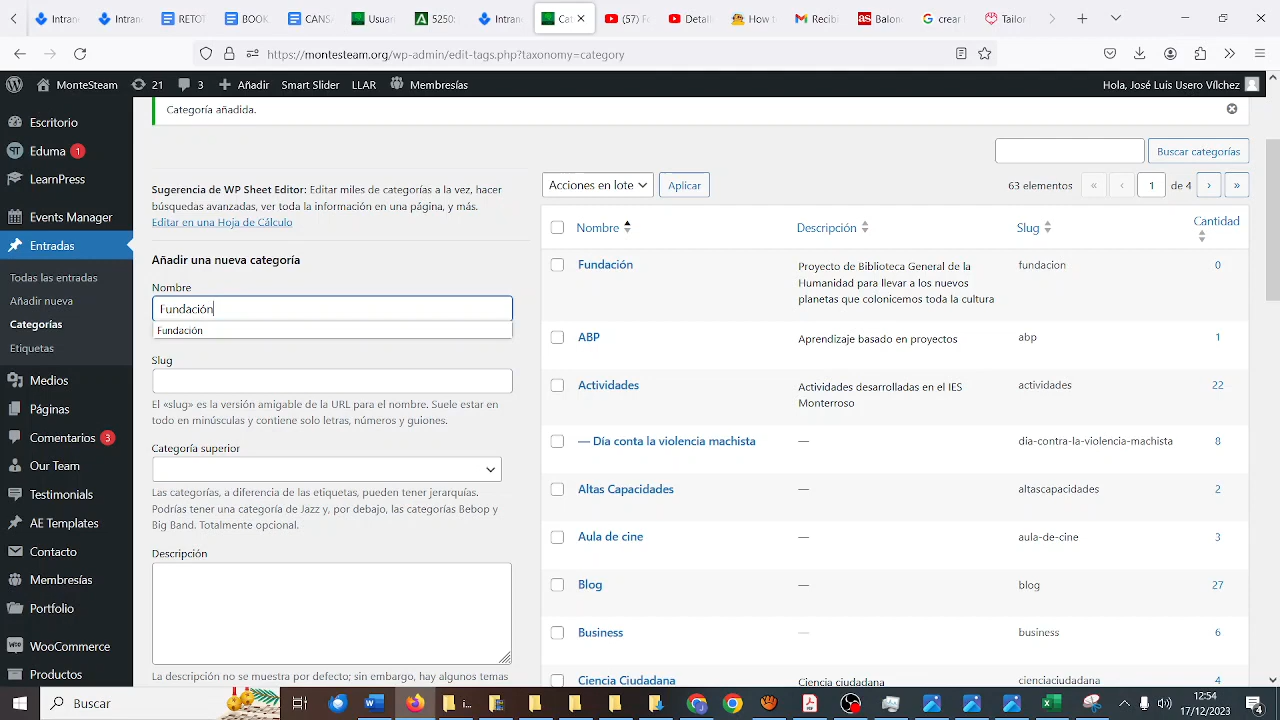 Intran
Intran
RETOT
BOOK
CANSA
Usuar
S250:
Intran
Cat
(57) Fo
Detail
How t
Recib
Balon
crear
Tailor
https://montesteam.org/wp-admin/edit-tags.php?taxonomy=category
MonteSteam
21
3
Añadir
Smart Slider
LLAR
Membresías
Hola, José Luis Usero Vílchez
Escritorio
Eduma 1
LearnPress
Events Manager
Entradas
Todas las entradas
Añadir nueva
Categorías
Etiquetas
Medios
Páginas
Comentarios 3
Our Team
Testimonials
AE Templates
Contacto
Membresías
Portfolio
WooCommerce
Productos
Categoría añadida.
Buscar categorías
Sugerencia de WP Sheet Editor: Editar miles de categorías a la vez, hacer
búsquedas avanzadas, ver toda la información en una página, y más.
Editar en una Hoja de Cálculo
Añadir una nueva categoría
Nombre
Fundación
Fundación
Slug
El «slug» es la versión amigable de la URL para el nombre. Suele estar en
todo en minúsculas y contiene solo letras, números y guiones.
Categoría superior
Las categorías, a diferencia de las etiquetas, pueden tener jerarquías.
Podrías tener una categoría de Jazz y, por debajo, las categorías Bebop y
Big Band. Totalmente opcional.
Descripción
La descripción no se muestra por defecto; sin embargo, hay algunos temas
Acciones en lote
Aplicar
63 elementos « ‹ 1 de 4 › »
Nombre Descripción Slug Cantidad
Fundación Proyecto de Biblioteca General de la fundacion 0
Humanidad para llevar a los nuevos
planetas que colonicemos toda la cultura
ABP Aprendizaje basado en proyectos abp 1
Actividades Actividades desarrolladas en el IES actividades 22
Monterroso
— Día conta la violencia machista — dia-contra-la-violencia-machista 8
Altas Capacidades — altascapacidades 2
Aula de cine — aula-de-cine 3
Blog — blog 27
Business — business 6
Ciencia Ciudadana Ciencia ciudadana cienciaciudadana 4
Buscar
12:54
17/12/2023